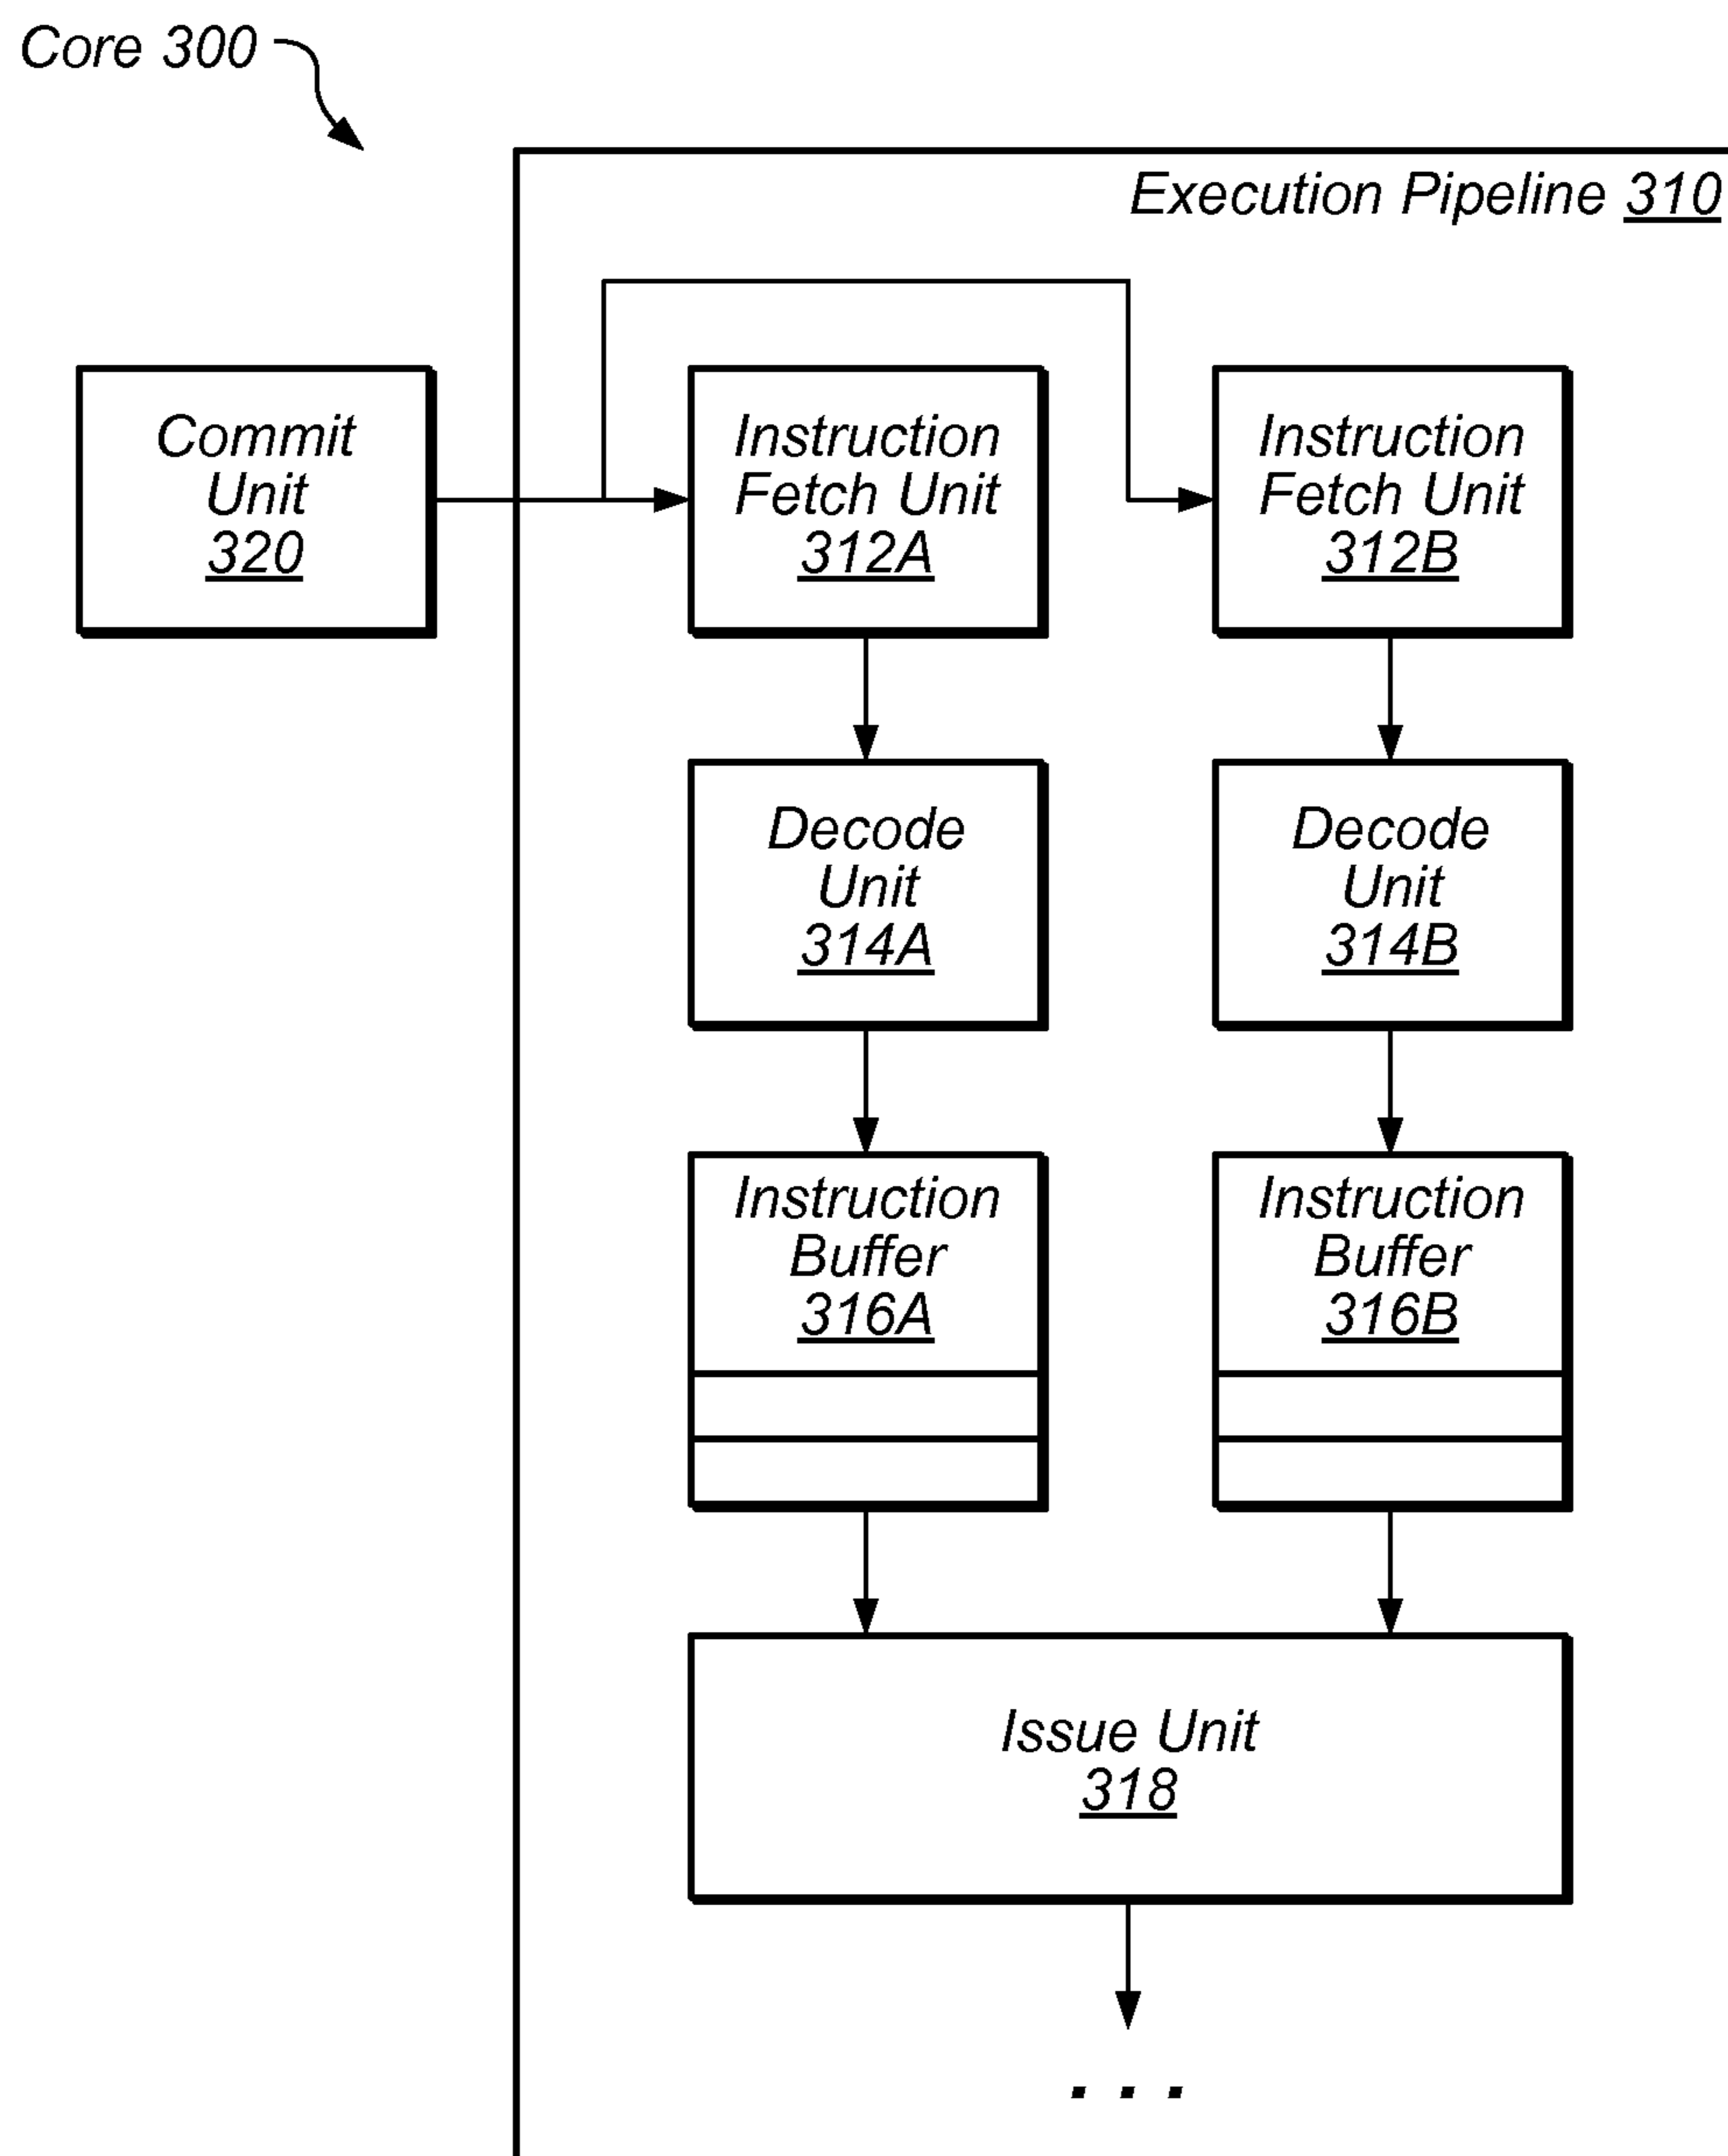 Core 300
Execution Pipeline 310
Commit
Unit
320
Instruction
Fetch Unit
312A
Instruction
Fetch Unit
312B
Decode
Unit
314A
Decode
Unit
314B
Instruction
Buffer
316A
Instruction
Buffer
316B
Issue Unit
318
. . .